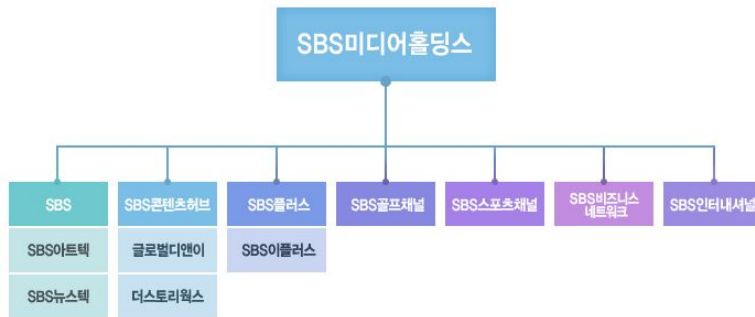 SBS미디어홀딩스
SBS
SBS콘텐츠허브
SBS플러스
SBS골프채널
SBS스포츠채널
SBS비즈니스
네트워크
SBS인터내셔널
SBS아트텍
글로벌디앤이
SBS이플러스
SBS뉴스텍
더스토리웍스